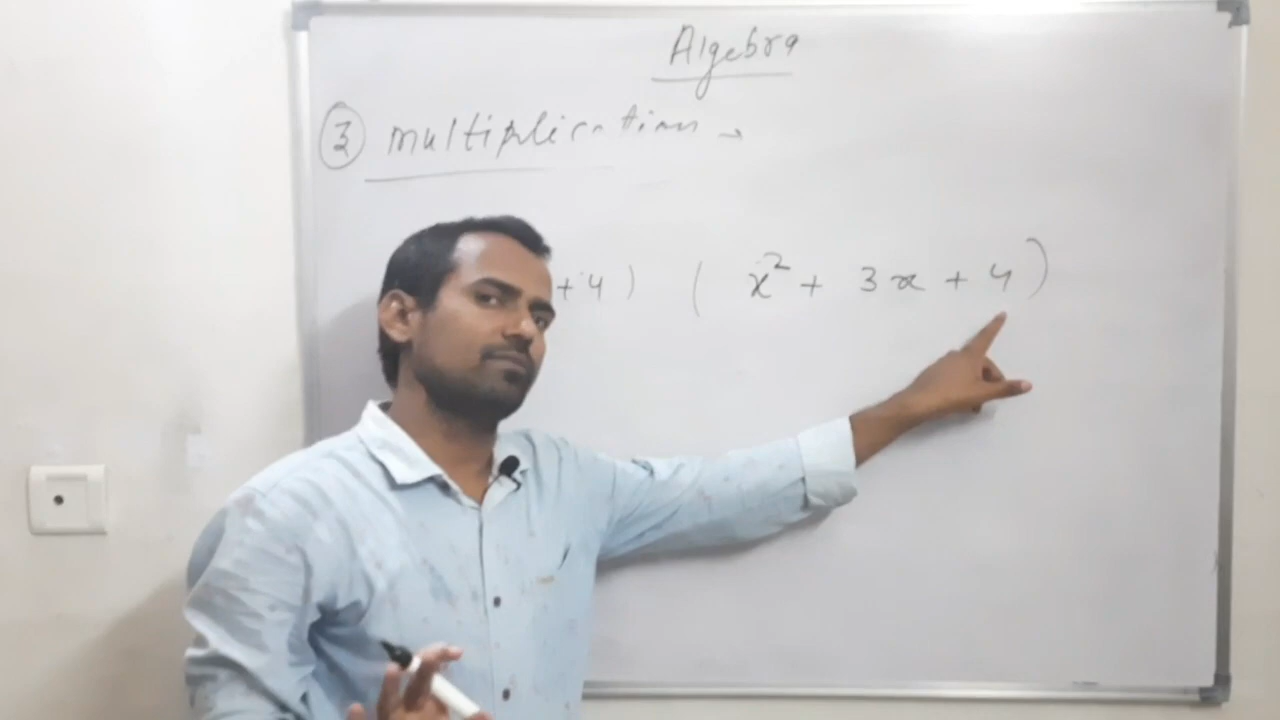 Algebra
③ multiplication →
+4) (x² + 3x + 4)